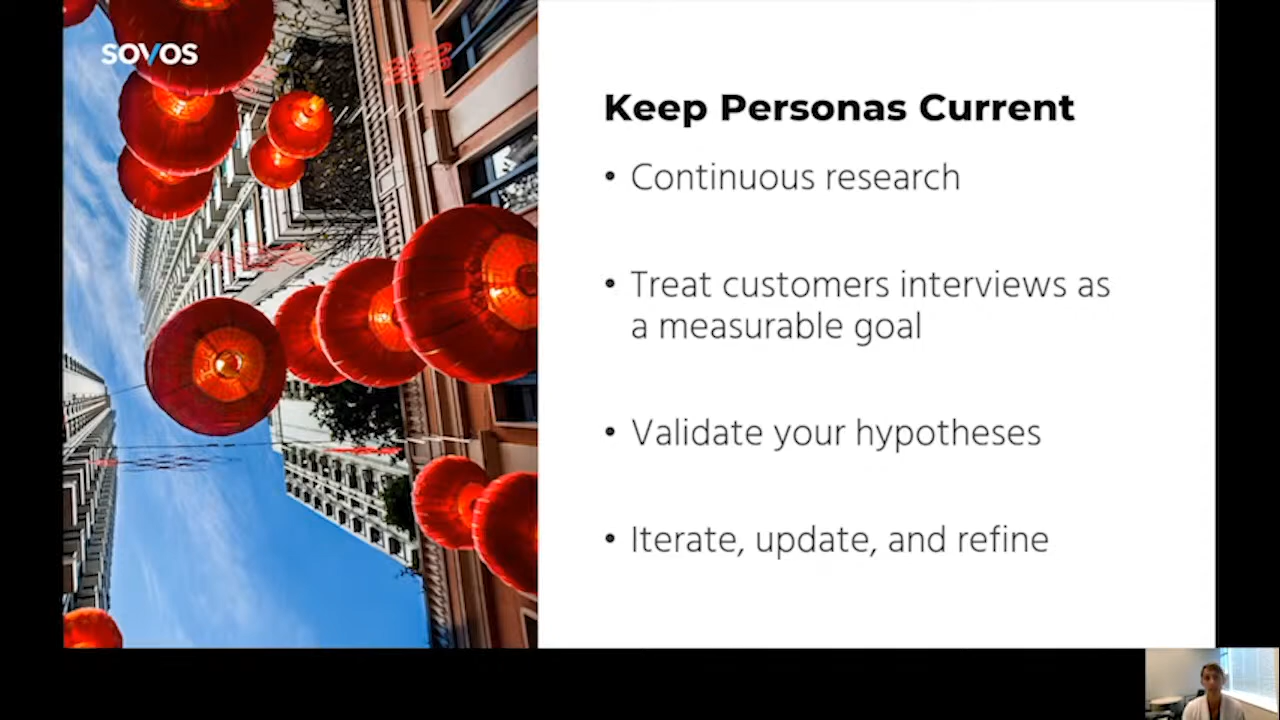 SOVOS
Keep Personas Current
• Continuous research
• Treat customers interviews as
a measurable goal
• Validate your hypotheses
• Iterate, update, and refine